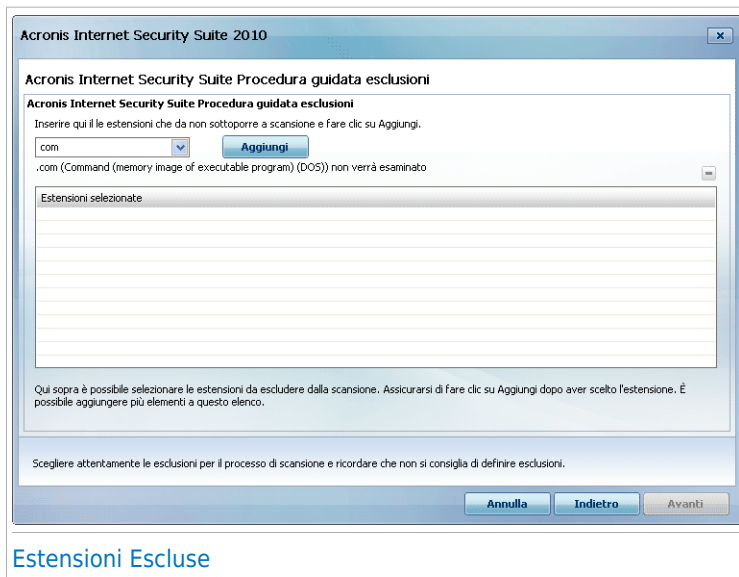 Acronis Internet Security Suite 2010
Acronis Internet Security Suite Procedura guidata esclusioni
Acronis Internet Security Suite Procedura guidata esclusioni
Inserire qui il le estensioni che da non sottoporre a scansione e fare clic su Aggiungi.
com Aggiungi
.com (Command (memory image of executable program) (DOS)) non verrà esaminato
Estensioni selezionate
Qui sopra è possibile selezionare le estensioni da escludere dalla scansione. Assicurarsi di fare clic su Aggiungi dopo aver scelto l'estensione. È
possibile aggiungere più elementi a questo elenco.
Scegliere attentamente le esclusioni per il processo di scansione e ricordare che non si consiglia di definire esclusioni.
Annulla Indietro Avanti
Estensioni Escluse